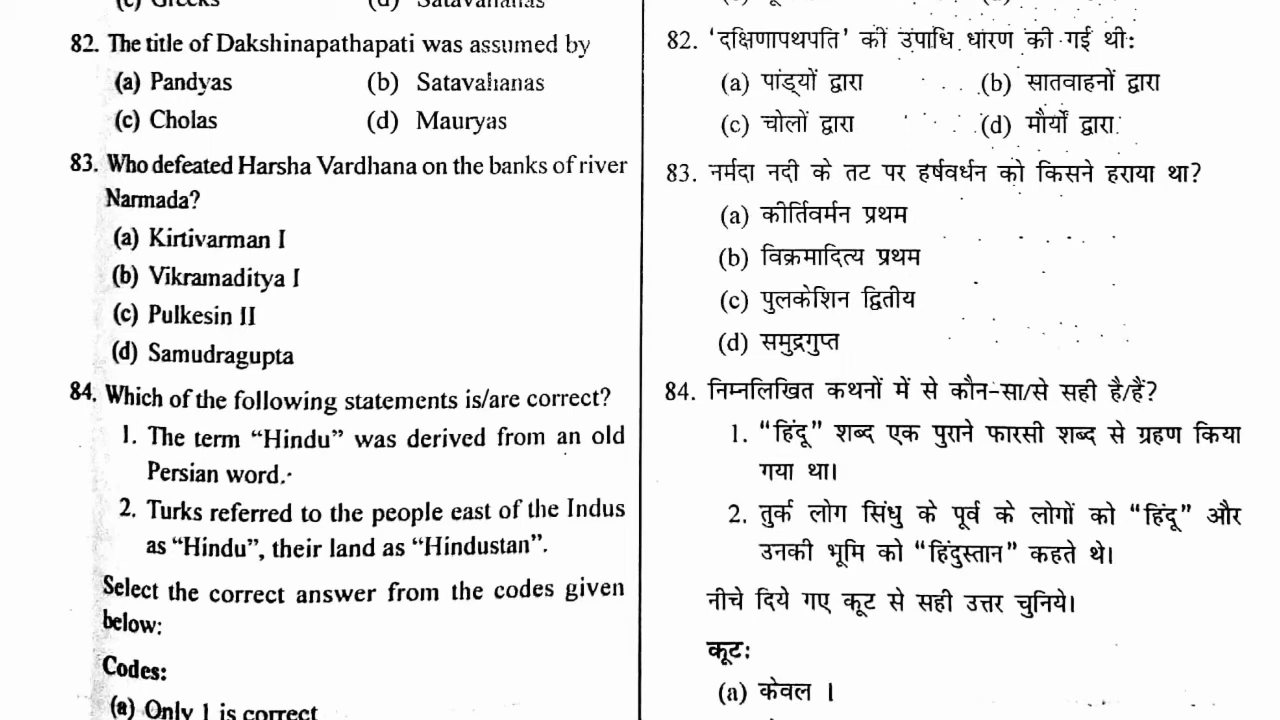 (c) Greeks (d) Satavahanas
82. The title of Dakshinapathapati was assumed by
(a) Pandyas (b) Satavahanas
(c) Cholas (d) Mauryas
83. Who defeated Harsha Vardhana on the banks of river
Narmada?
(a) Kirtivarman I
(b) Vikramaditya I
(c) Pulkesin II
(d) Samudragupta
84. Which of the following statements is/are correct?
1. The term “Hindu” was derived from an old
Persian word.
2. Turks referred to the people east of the Indus
as “Hindu”, their land as “Hindustan”.
Select the correct answer from the codes given
below:
Codes:
(a) Only 1 is correct
82. ‘दक्षिणापथपति’ की उपाधि धारण की गई थी:
(a) पांड्यों द्वारा (b) सातवाहनों द्वारा
(c) चोलों द्वारा (d) मौर्यों द्वारा
83. नर्मदा नदी के तट पर हर्षवर्धन को किसने हराया था?
(a) कीर्तिवर्मन प्रथम
(b) विक्रमादित्य प्रथम
(c) पुलकेशिन द्वितीय
(d) समुद्रगुप्त
84. निम्नलिखित कथनों में से कौन-सा/से सही है/हैं?
1. “हिंदू” शब्द एक पुराने फारसी शब्द से ग्रहण किया
गया था।
2. तुर्क लोग सिंधु के पूर्व के लोगों को “हिंदू” और
उनकी भूमि को “हिंदुस्तान” कहते थे।
नीचे दिये गए कूट से सही उत्तर चुनिये।
कूट:
(a) केवल 1